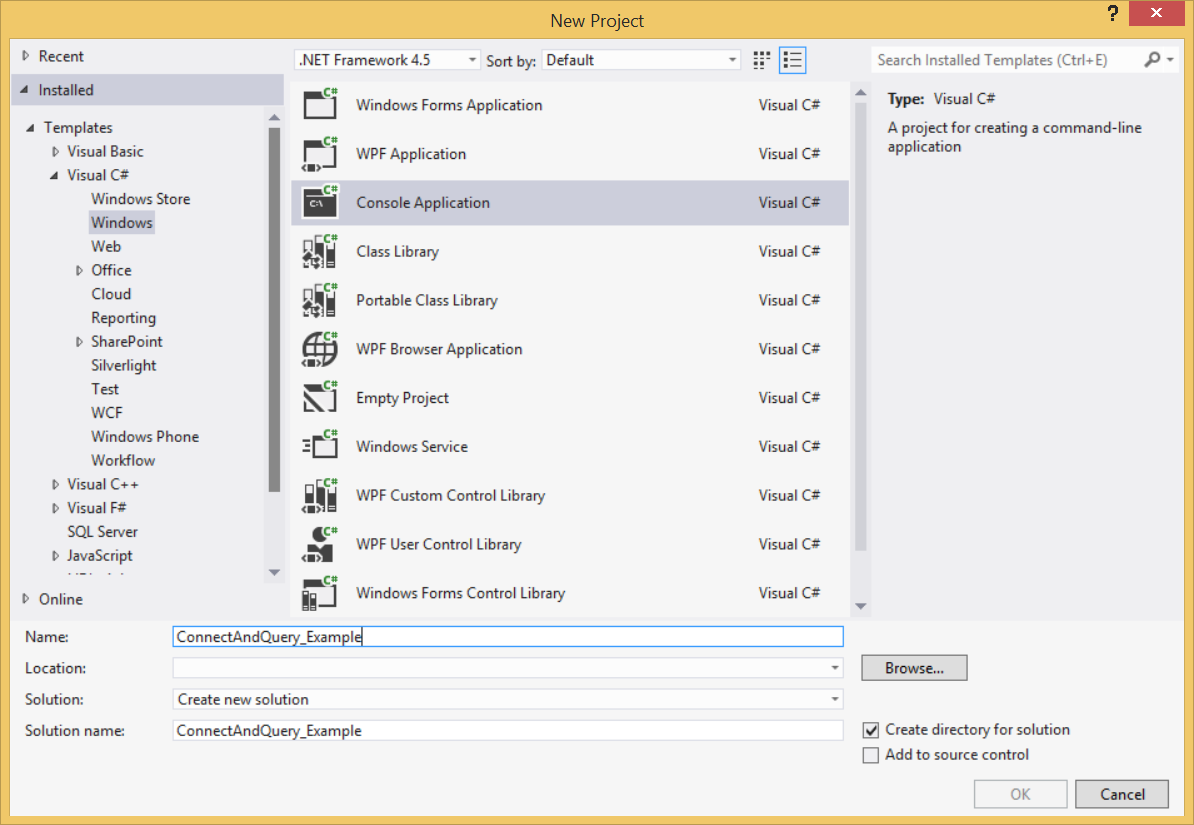 New Project
?
Recent
.NET Framework 4.5 Sort by: Default
Search Installed Templates (Ctrl+E)
Installed
Templates
Visual Basic
Visual C#
Windows Store
Windows
Web
Office
Cloud
Reporting
SharePoint
Silverlight
Test
WCF
Windows Phone
Workflow
Visual C++
Visual F#
SQL Server
JavaScript
Online
C# Windows Forms Application Visual C#
C# WPF Application Visual C#
C# C:\ Console Application Visual C#
C# Class Library Visual C#
C# Portable Class Library Visual C#
C# WPF Browser Application Visual C#
C# Empty Project Visual C#
C# Windows Service Visual C#
C# WPF Custom Control Library Visual C#
C# WPF User Control Library Visual C#
C# Windows Forms Control Library Visual C#
Type: Visual C#
A project for creating a command-line
application
Name: ConnectAndQuery_Example
Location:
Browse...
Solution: Create new solution
Solution name: ConnectAndQuery_Example
Create directory for solution
Add to source control
OK Cancel